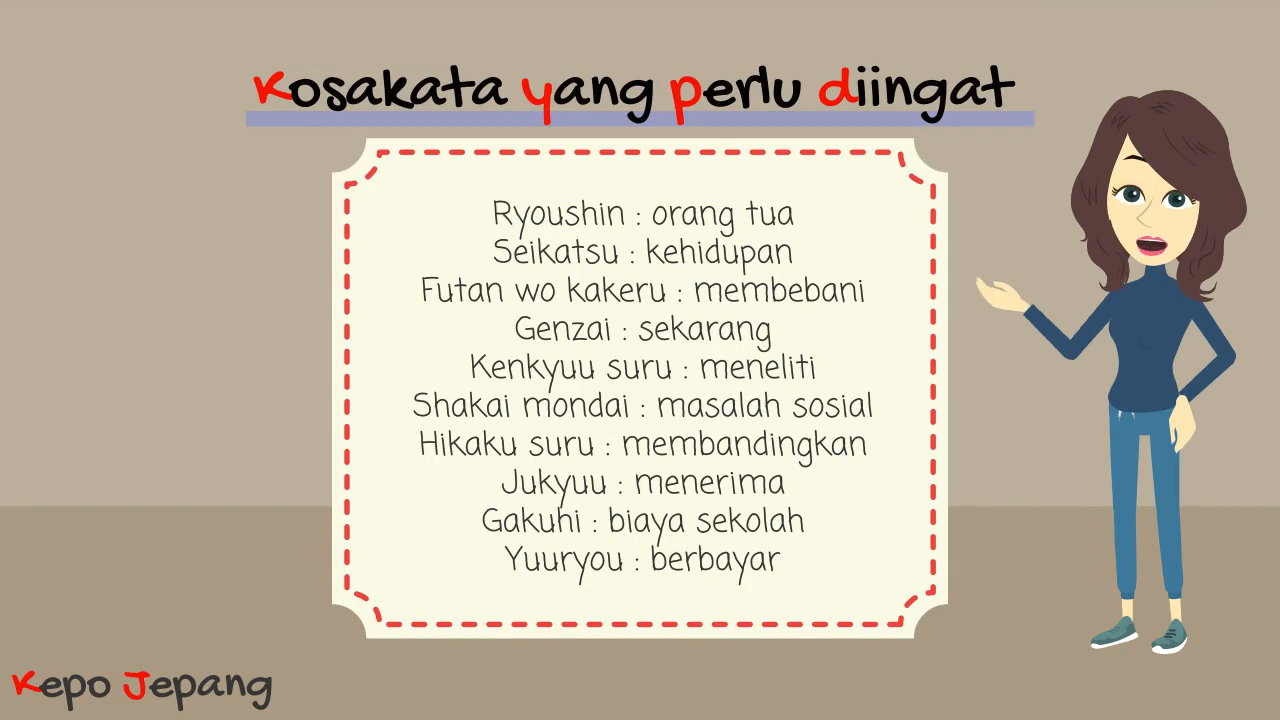 Kosakata yang perlu diingat
Ryoushin : orang tua
Seikatsu : kehidupan
Futan wo kakeru : membebani
Genzai : sekarang
Kenkyuu suru : meneliti
Shakai mondai : masalah sosial
Hikaku suru : membandingkan
Jukyuu : menerima
Gakuhi : biaya sekolah
Yuuryou : berbayar
Kepo Jepang